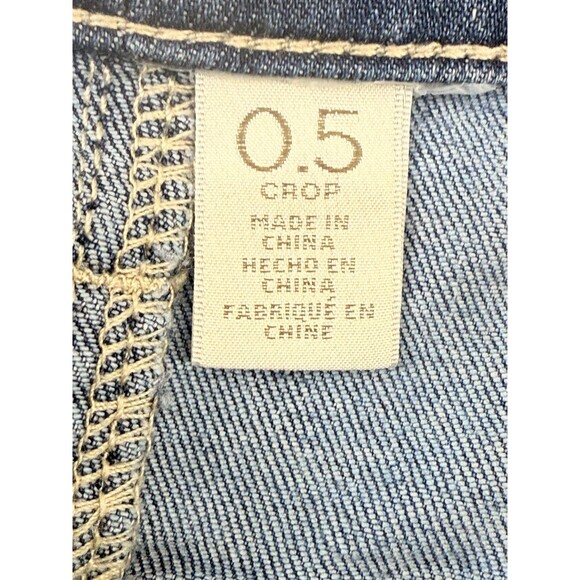 0.5
CROP
MADE IN
CHINA
HECHO EN
CHINA
FABRIQUÉ EN
CHINE